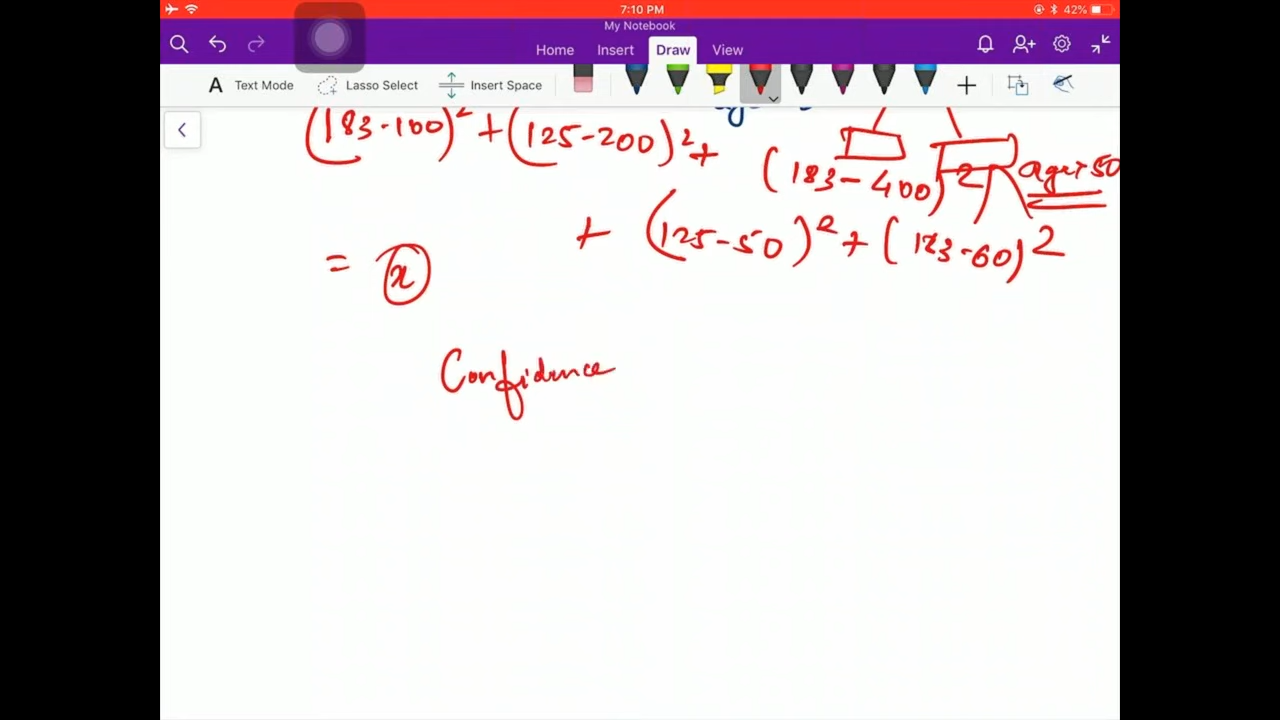 7:10 PM
42%
My Notebook
Home Insert Draw View
A Text Mode Lasso Select Insert Space
(183-100)² + (125-200)² +
(183-400)² age > 50
+ (125-50)² + (183-60)²
= x
Confidence